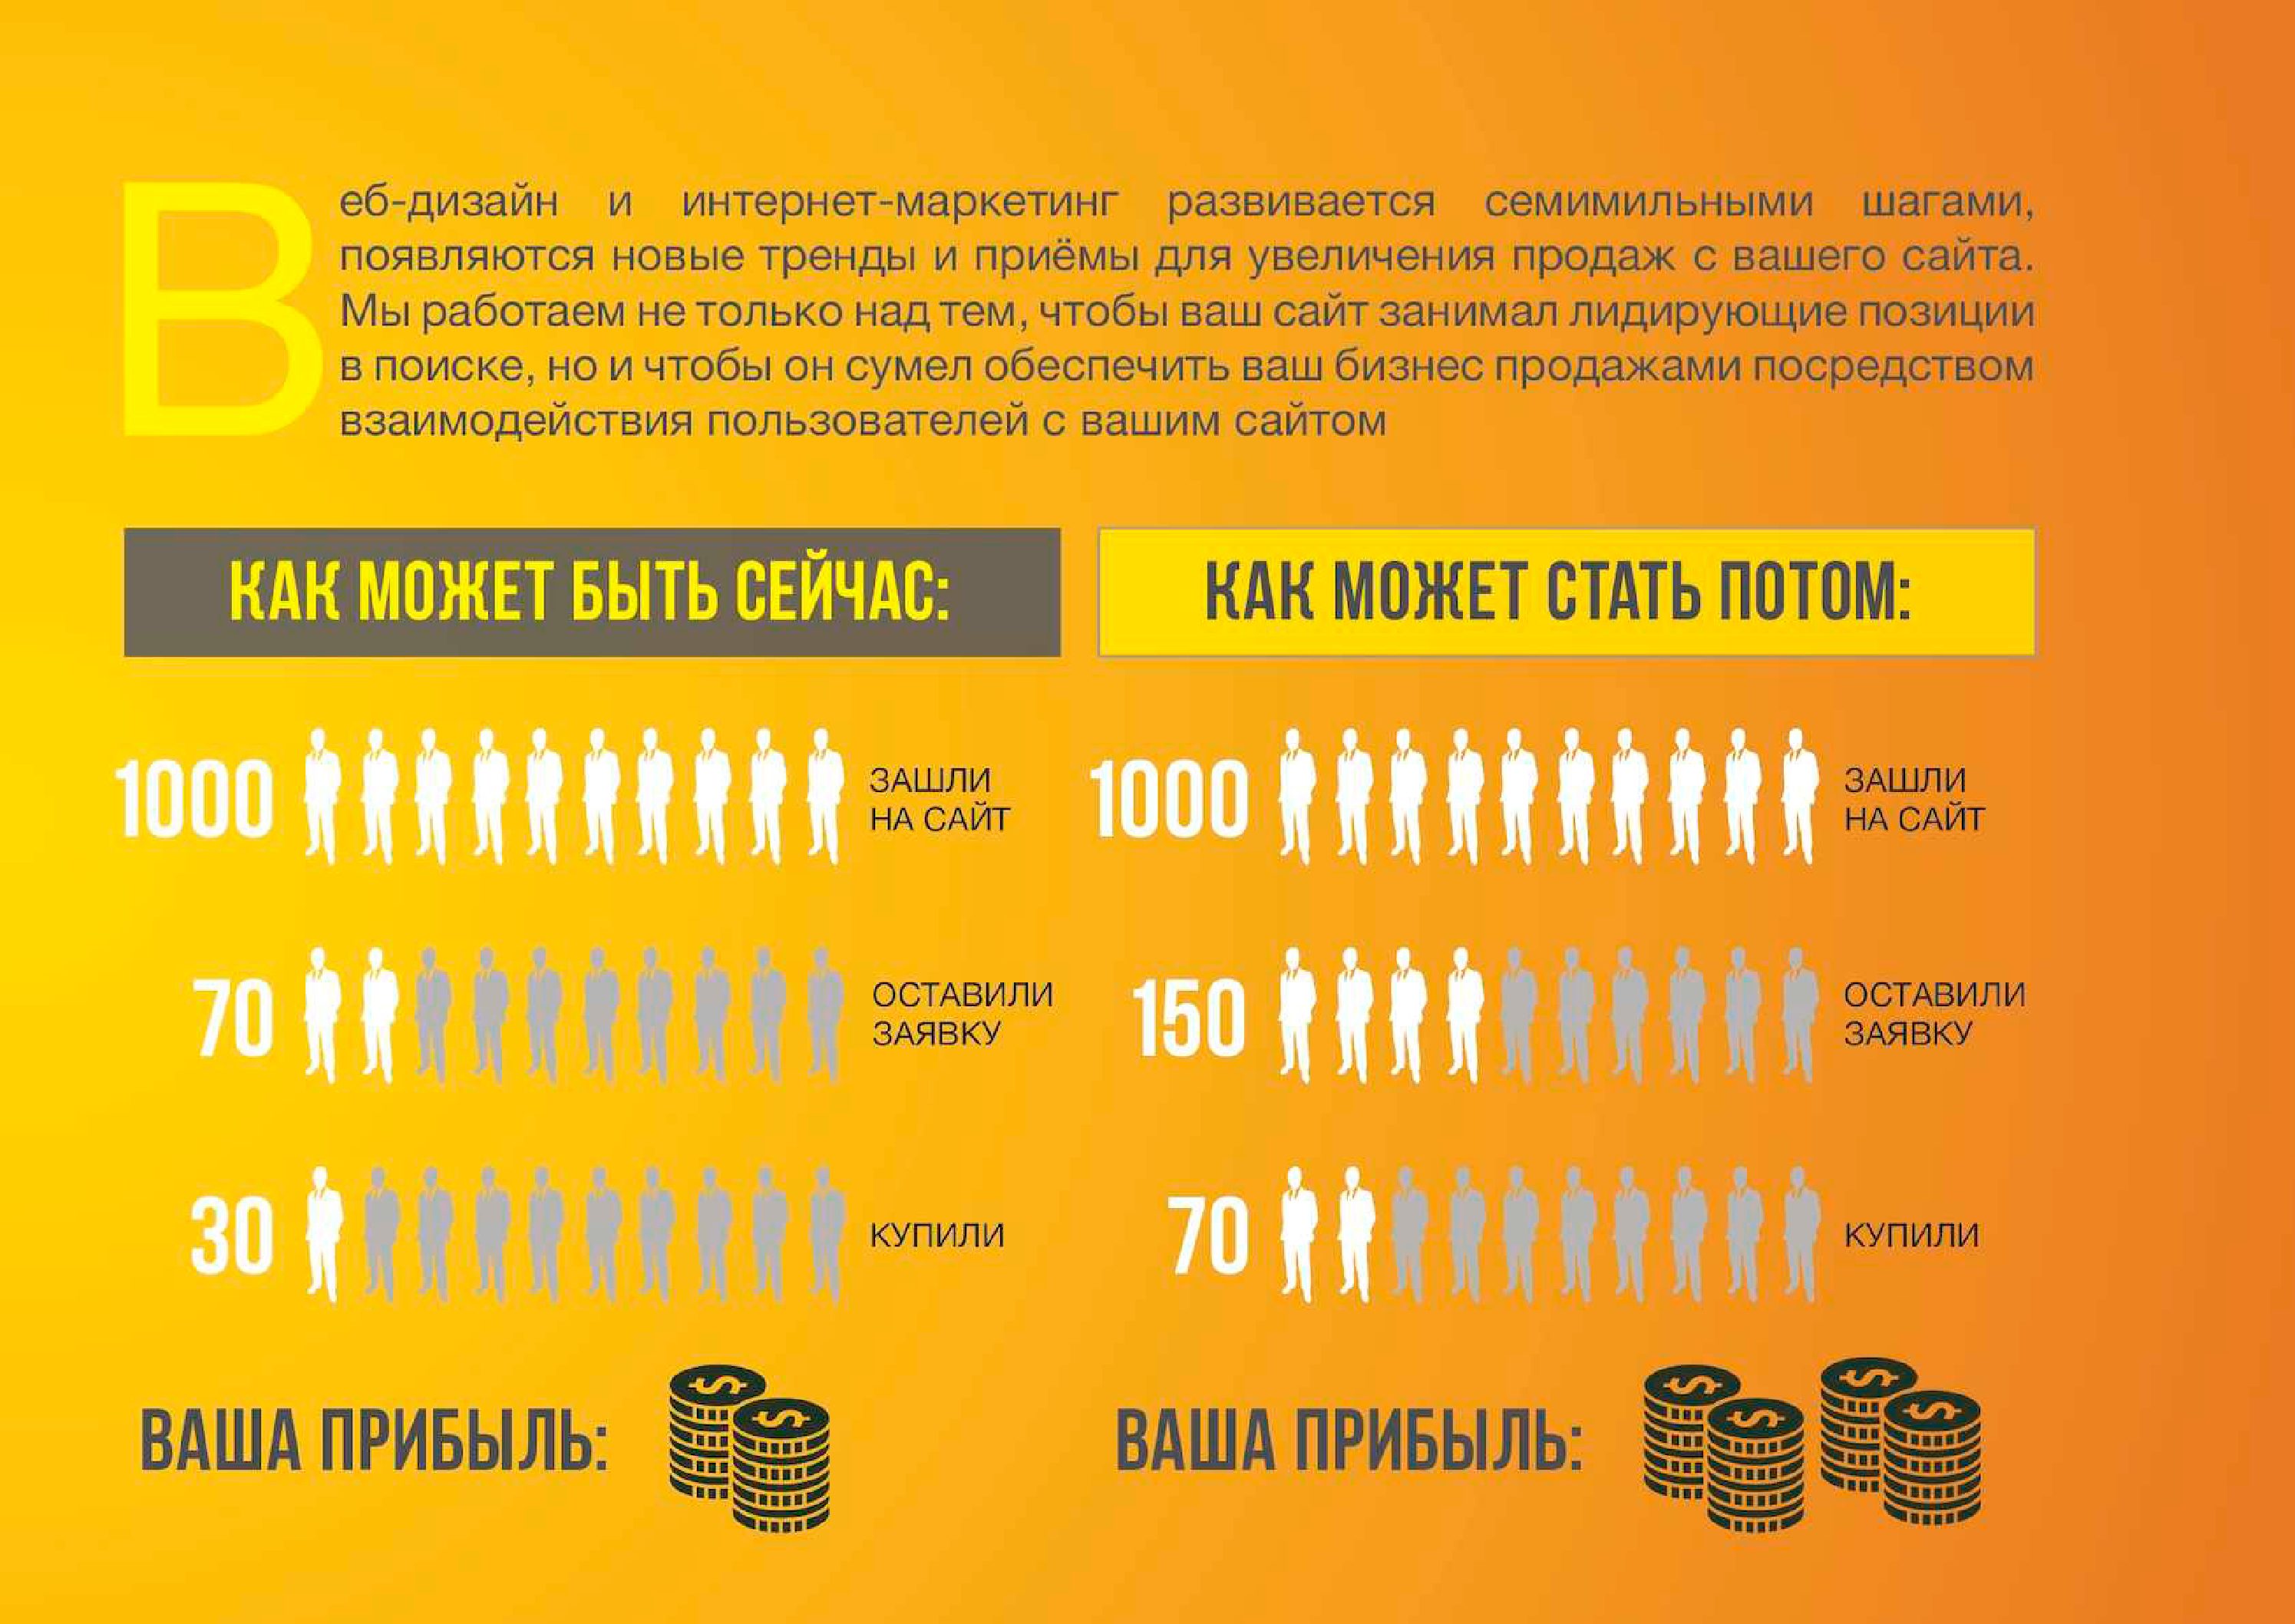 Веб-дизайн и интернет-маркетинг развивается семимильными шагами,
появляются новые тренды и приёмы для увеличения продаж с вашего сайта.
Мы работаем не только над тем, чтобы ваш сайт занимал лидирующие позиции
в поиске, но и чтобы он сумел обеспечить ваш бизнес продажами посредством
взаимодействия пользователей с вашим сайтом
КАК МОЖЕТ БЫТЬ СЕЙЧАС:
1000
ЗАШЛИ
НА САЙТ
70
ОСТАВИЛИ
ЗАЯВКУ
30
КУПИЛИ
ВАША ПРИБЫЛЬ:
КАК МОЖЕТ СТАТЬ ПОТОМ:
1000
ЗАШЛИ
НА САЙТ
150
ОСТАВИЛИ
ЗАЯВКУ
70
КУПИЛИ
ВАША ПРИБЫЛЬ: